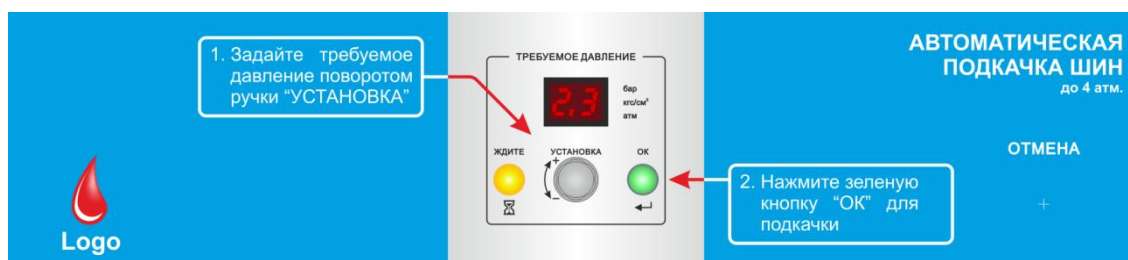 1. Задайте требуемое
давление поворотом
ручки “УСТАНОВКА”
Logo
ТРЕБУЕМОЕ ДАВЛЕНИЕ
2.3
бар
кгс/см²
атм
ЖДИТЕ
УСТАНОВКА
ОК
+
–
2. Нажмите зеленую
кнопку “ОК” для
подкачки
АВТОМАТИЧЕСКАЯ
ПОДКАЧКА ШИН
до 4 атм.
ОТМЕНА